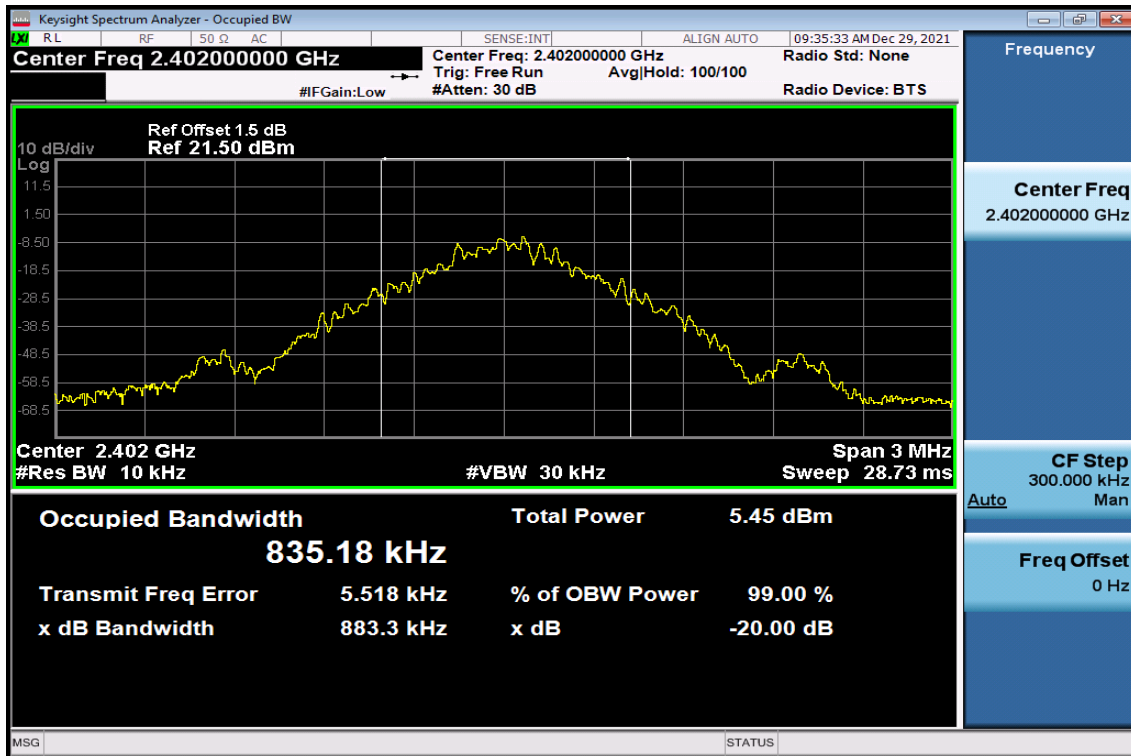 Keysight Spectrum Analyzer - Occupied BW
LXI RL RF 50 Ω AC SENSE:INT ALIGN AUTO 09:35:33 AM Dec 29, 2021
Center Freq 2.402000000 GHz
Center Freq: 2.402000000 GHz Radio Std: None
Trig: Free Run Avg|Hold: 100/100
#IFGain:Low #Atten: 30 dB Radio Device: BTS
Frequency
Ref Offset 1.5 dB
10 dB/div Ref 21.50 dBm
Log
11.5
1.50
-8.50
-18.5
-28.5
-38.5
-48.5
-58.5
-68.5
Center 2.402 GHz Span 3 MHz
#Res BW 10 kHz #VBW 30 kHz Sweep 28.73 ms
Occupied Bandwidth Total Power 5.45 dBm
835.18 kHz
Transmit Freq Error 5.518 kHz % of OBW Power 99.00 %
x dB Bandwidth 883.3 kHz x dB -20.00 dB
Center Freq
2.402000000 GHz
CF Step
300.000 kHz
Auto Man
Freq Offset
0 Hz
MSG STATUS